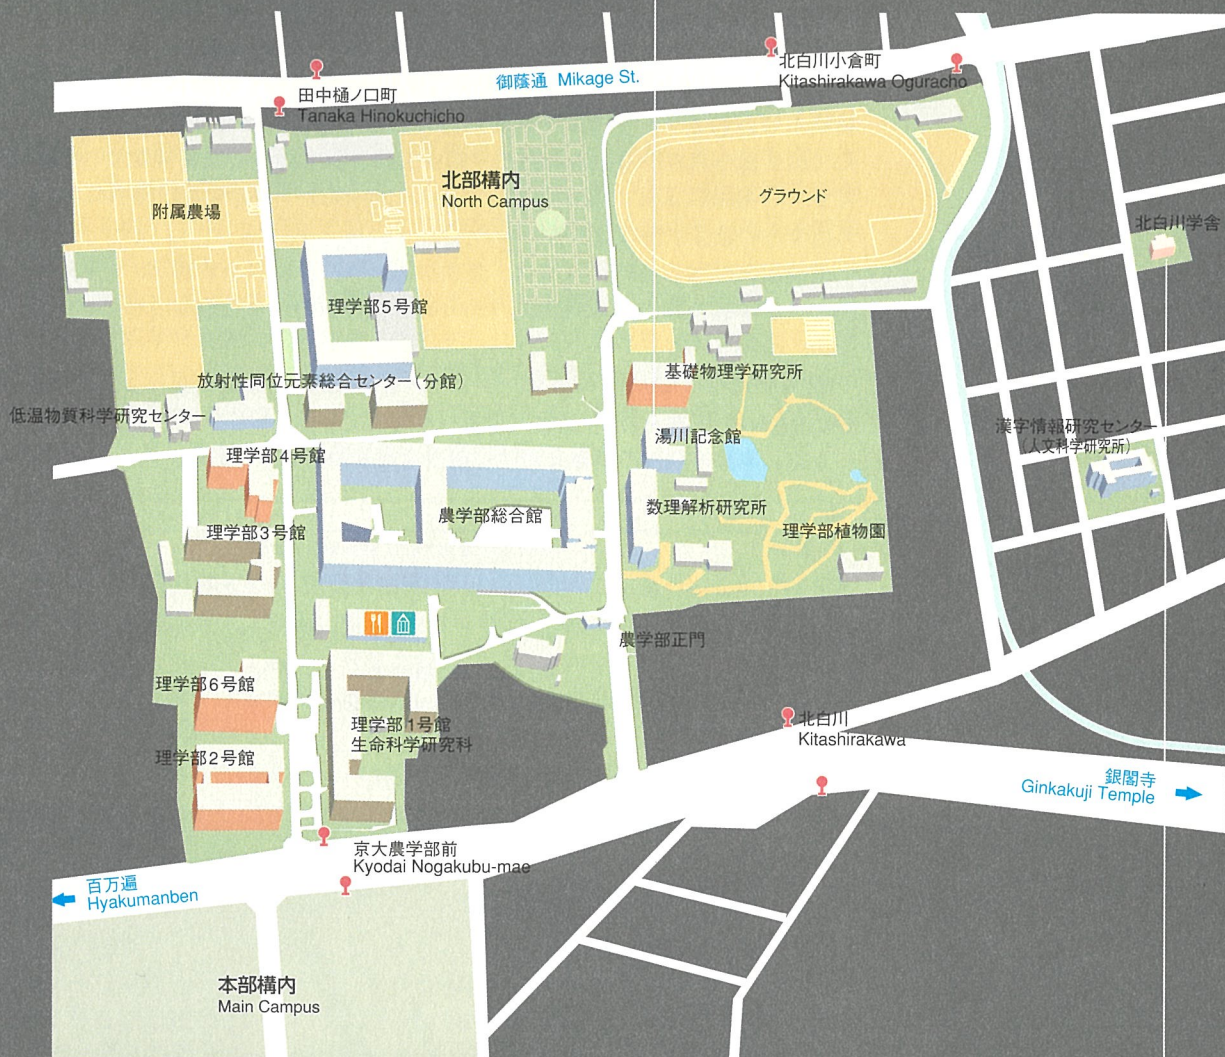 北白川小倉町
Kitashirakawa Oguracho
御蔭通 Mikage St.
田中樋ノ口町
Tanaka Hinokuchicho
北部構内
North Campus
グラウンド
附属農場
北白川学舎
理学部5号館
基礎物理学研究所
放射性同位元素総合センター(分館)
低温物質科学研究センター
漢字情報研究センター
(人文科学研究所)
湯川記念館
理学部4号館
数理解析研究所
農学部総合館
理学部3号館
理学部植物園
農学部正門
理学部6号館
北白川
Kitashirakawa
理学部1号館
生命科学研究科
理学部2号館
銀閣寺
Ginkakuji Temple
京大農学部前
Kyodai Nogakubu-mae
百万遍
Hyakumanben
本部構内
Main Campus